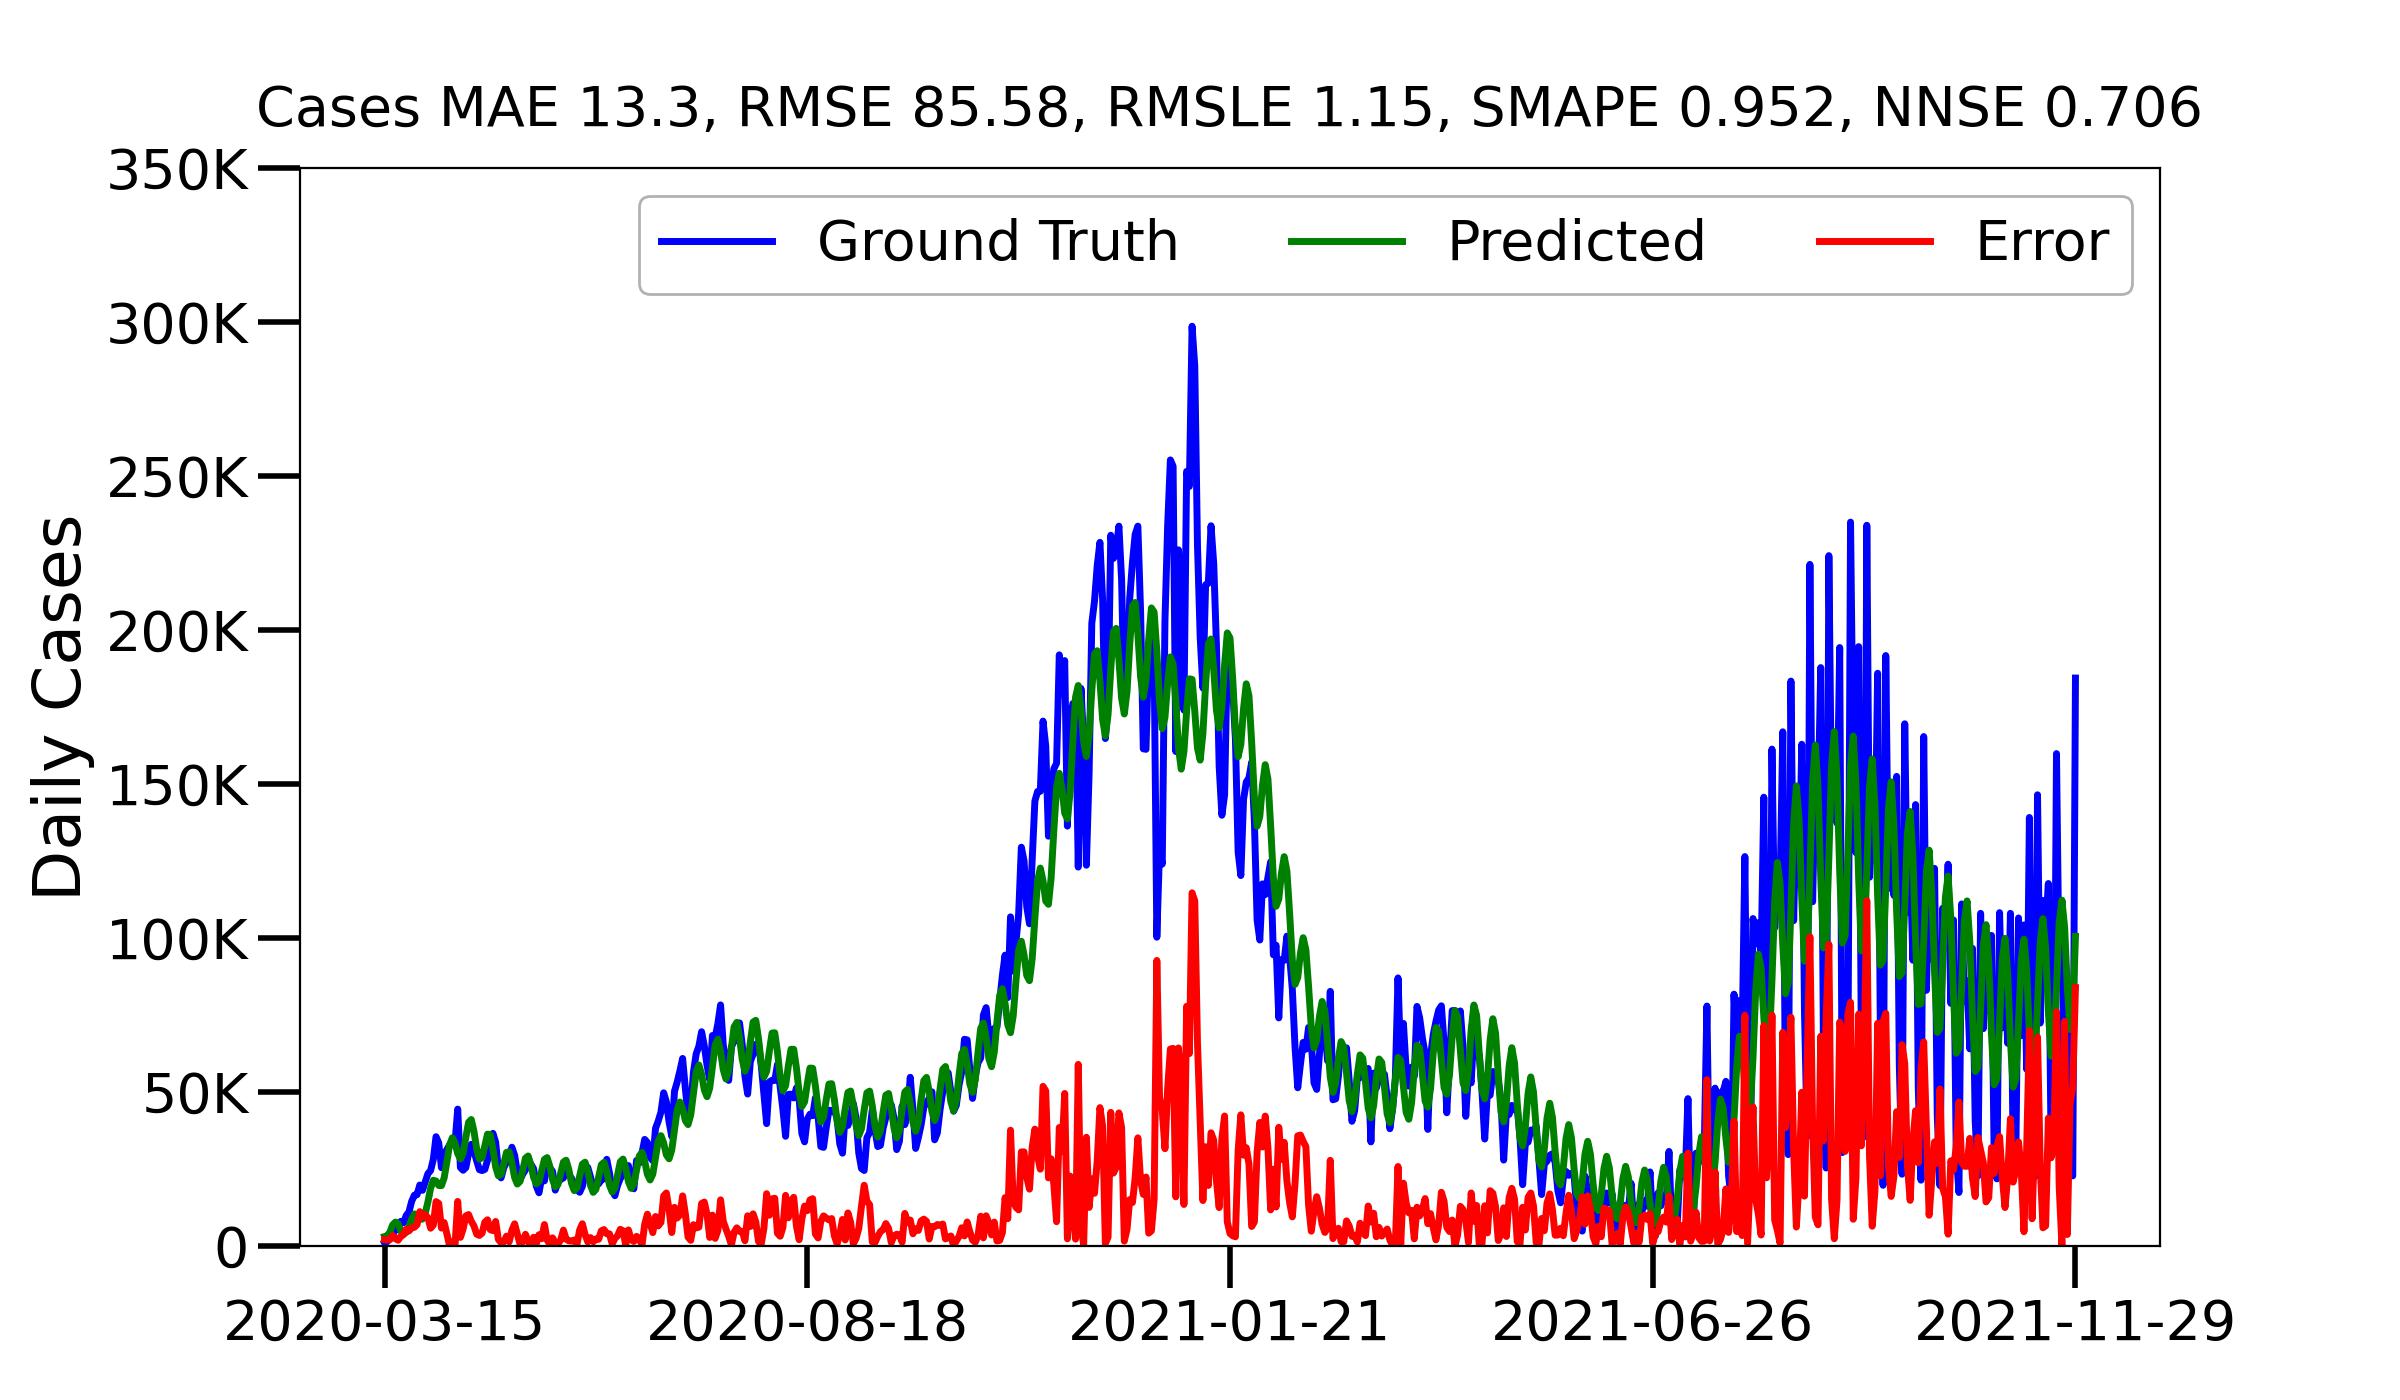 Cases MAE 13.3, RMSE 85.58, RMSLE 1.15, SMAPE 0.952, NNSE 0.706
350K
Ground Truth Predicted Error
300K
250K
200K
150K
100K
50K
0
Daily Cases
2020-03-15 2020-08-18 2021-01-21 2021-06-26 2021-11-29